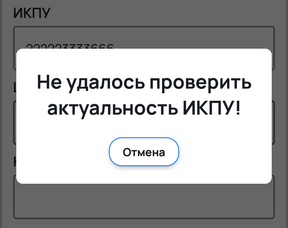 ИКПУ
Не удалось проверить
актуальность ИКПУ!
Отмена